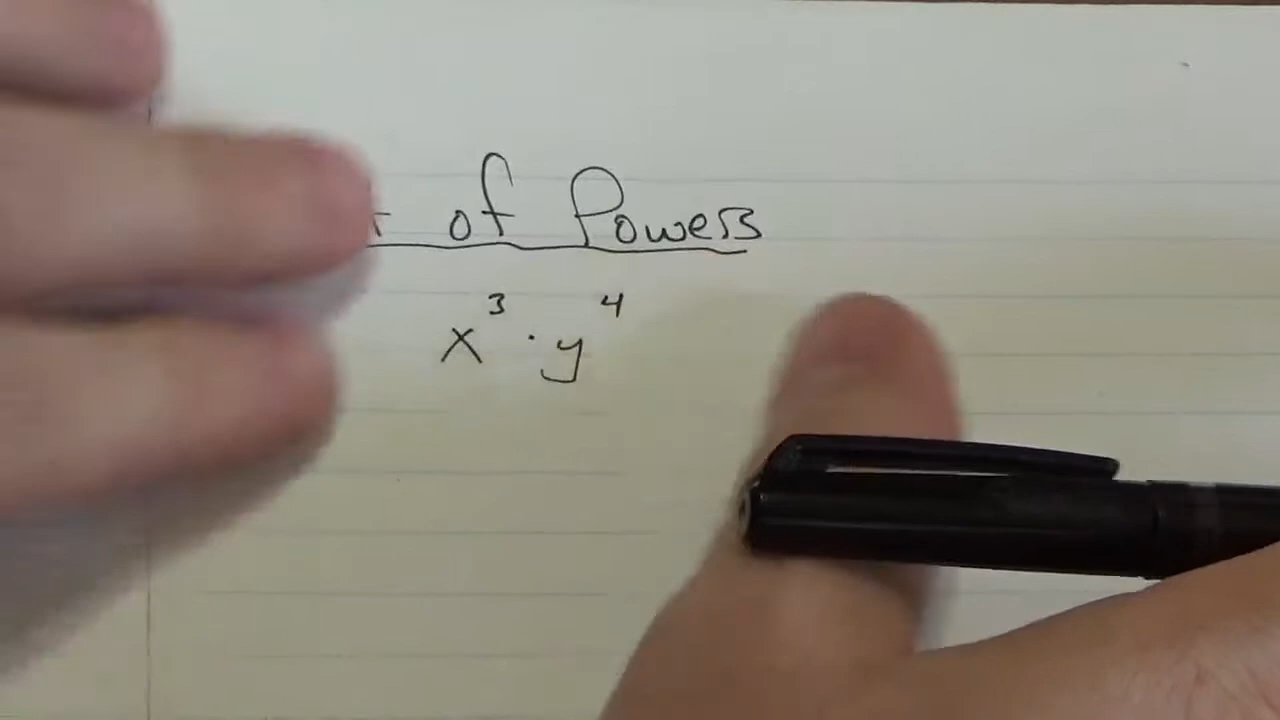 of Powers
x³ · y⁴